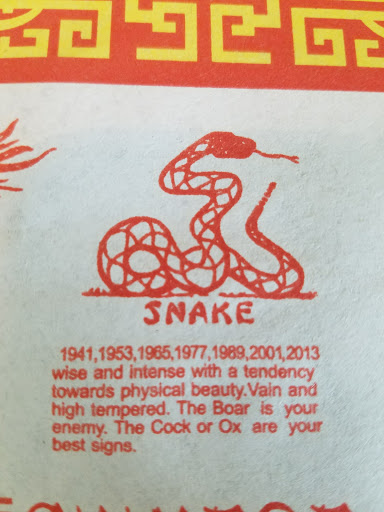 SNAKE
1941,1953,1965,1977,1989,2001,2013
wise and intense with a tendency
towards physical beauty.Vain and
high tempered. The Boar is your
enemy. The Cock or Ox are your
best signs.